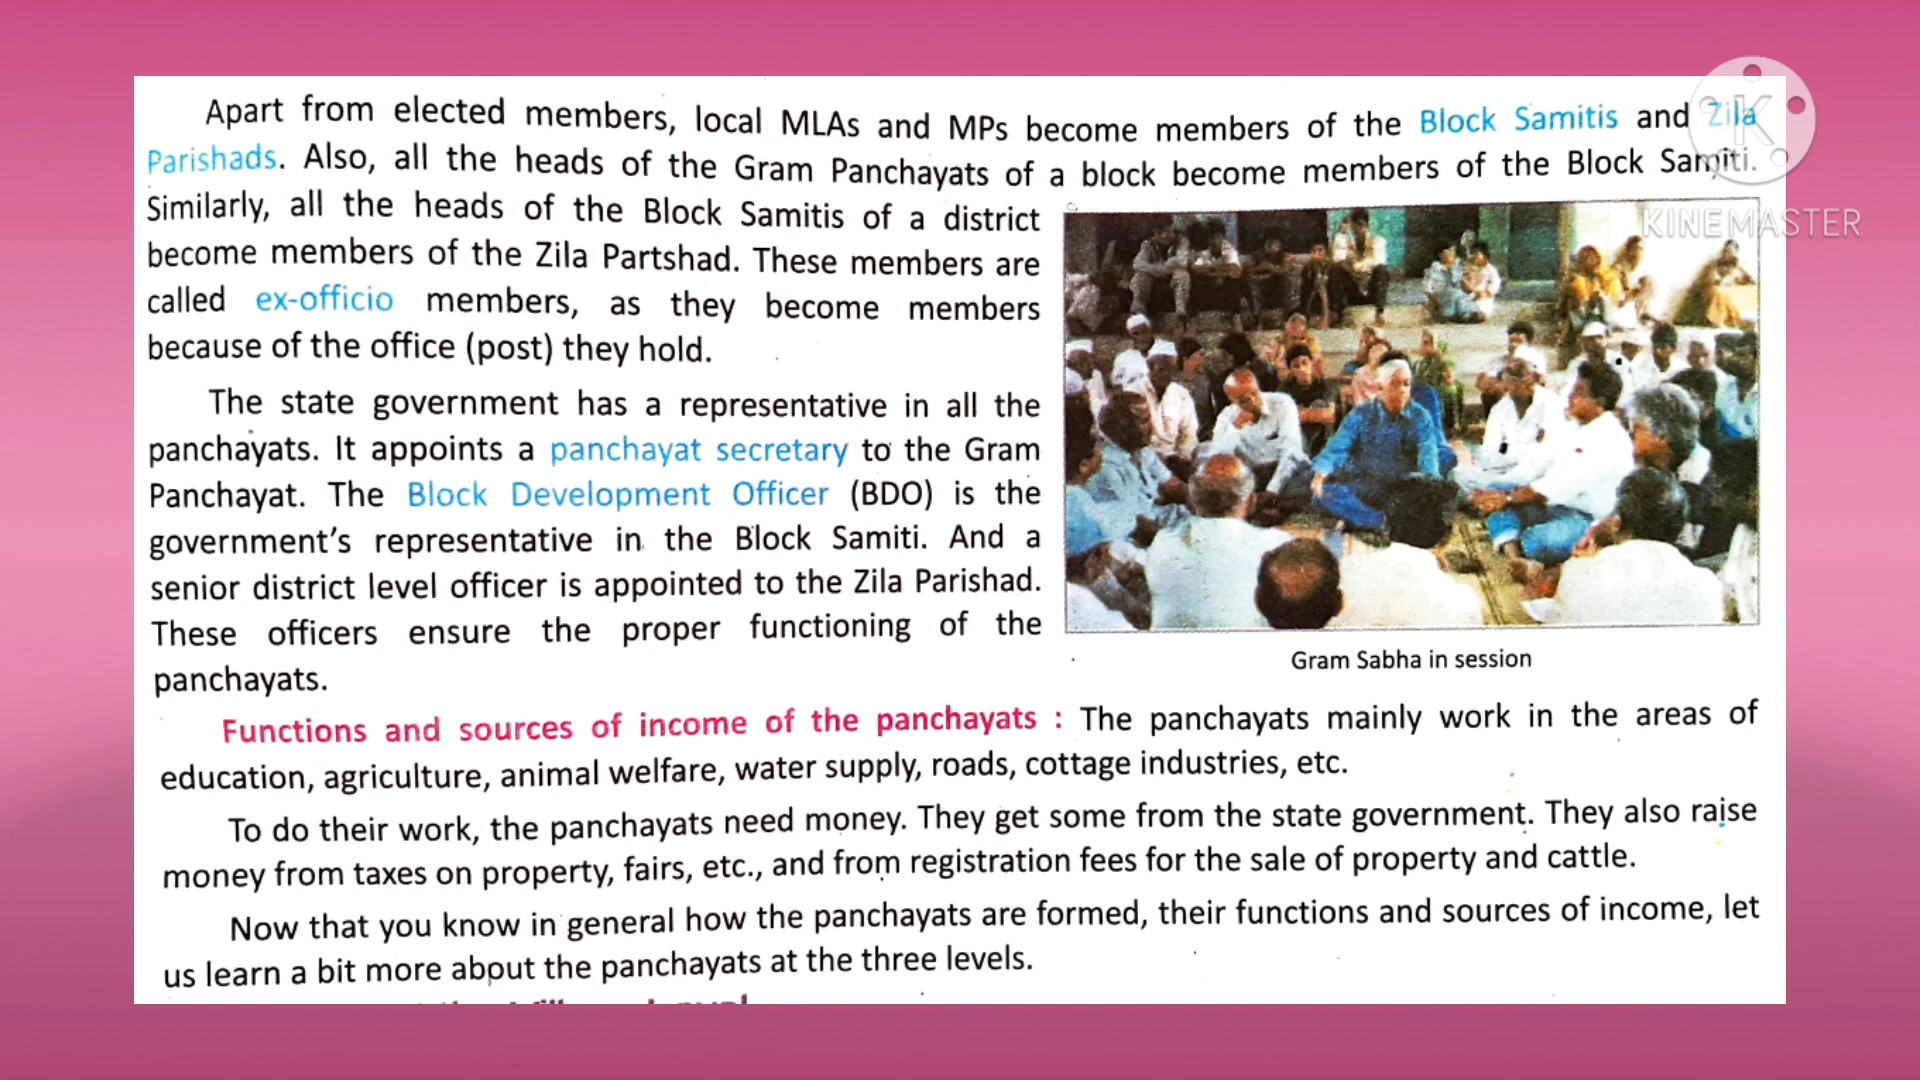 Apart from elected members, local MLAs and MPs become members of the Block Samitis and Zila
Parishads. Also, all the heads of the Gram Panchayats of a block become members of the Block Samiti.
Similarly, all the heads of the Block Samitis of a district
become members of the Zila Partshad. These members are
called ex-officio members, as they become members
because of the office (post) they hold.
The state government has a representative in all the
panchayats. It appoints a panchayat secretary to the Gram
Panchayat. The Block Development Officer (BDO) is the
government's representative in the Block Samiti. And a
senior district level officer is appointed to the Zila Parishad.
These officers ensure the proper functioning of the
panchayats.
K
KINEMASTER
Gram Sabha in session
Functions and sources of income of the panchayats : The panchayats mainly work in the areas of
education, agriculture, animal welfare, water supply, roads, cottage industries, etc.
To do their work, the panchayats need money. They get some from the state government. They also raise
money from taxes on property, fairs, etc., and from registration fees for the sale of property and cattle.
Now that you know in general how the panchayats are formed, their functions and sources of income, let
us learn a bit more about the panchayats at the three levels.